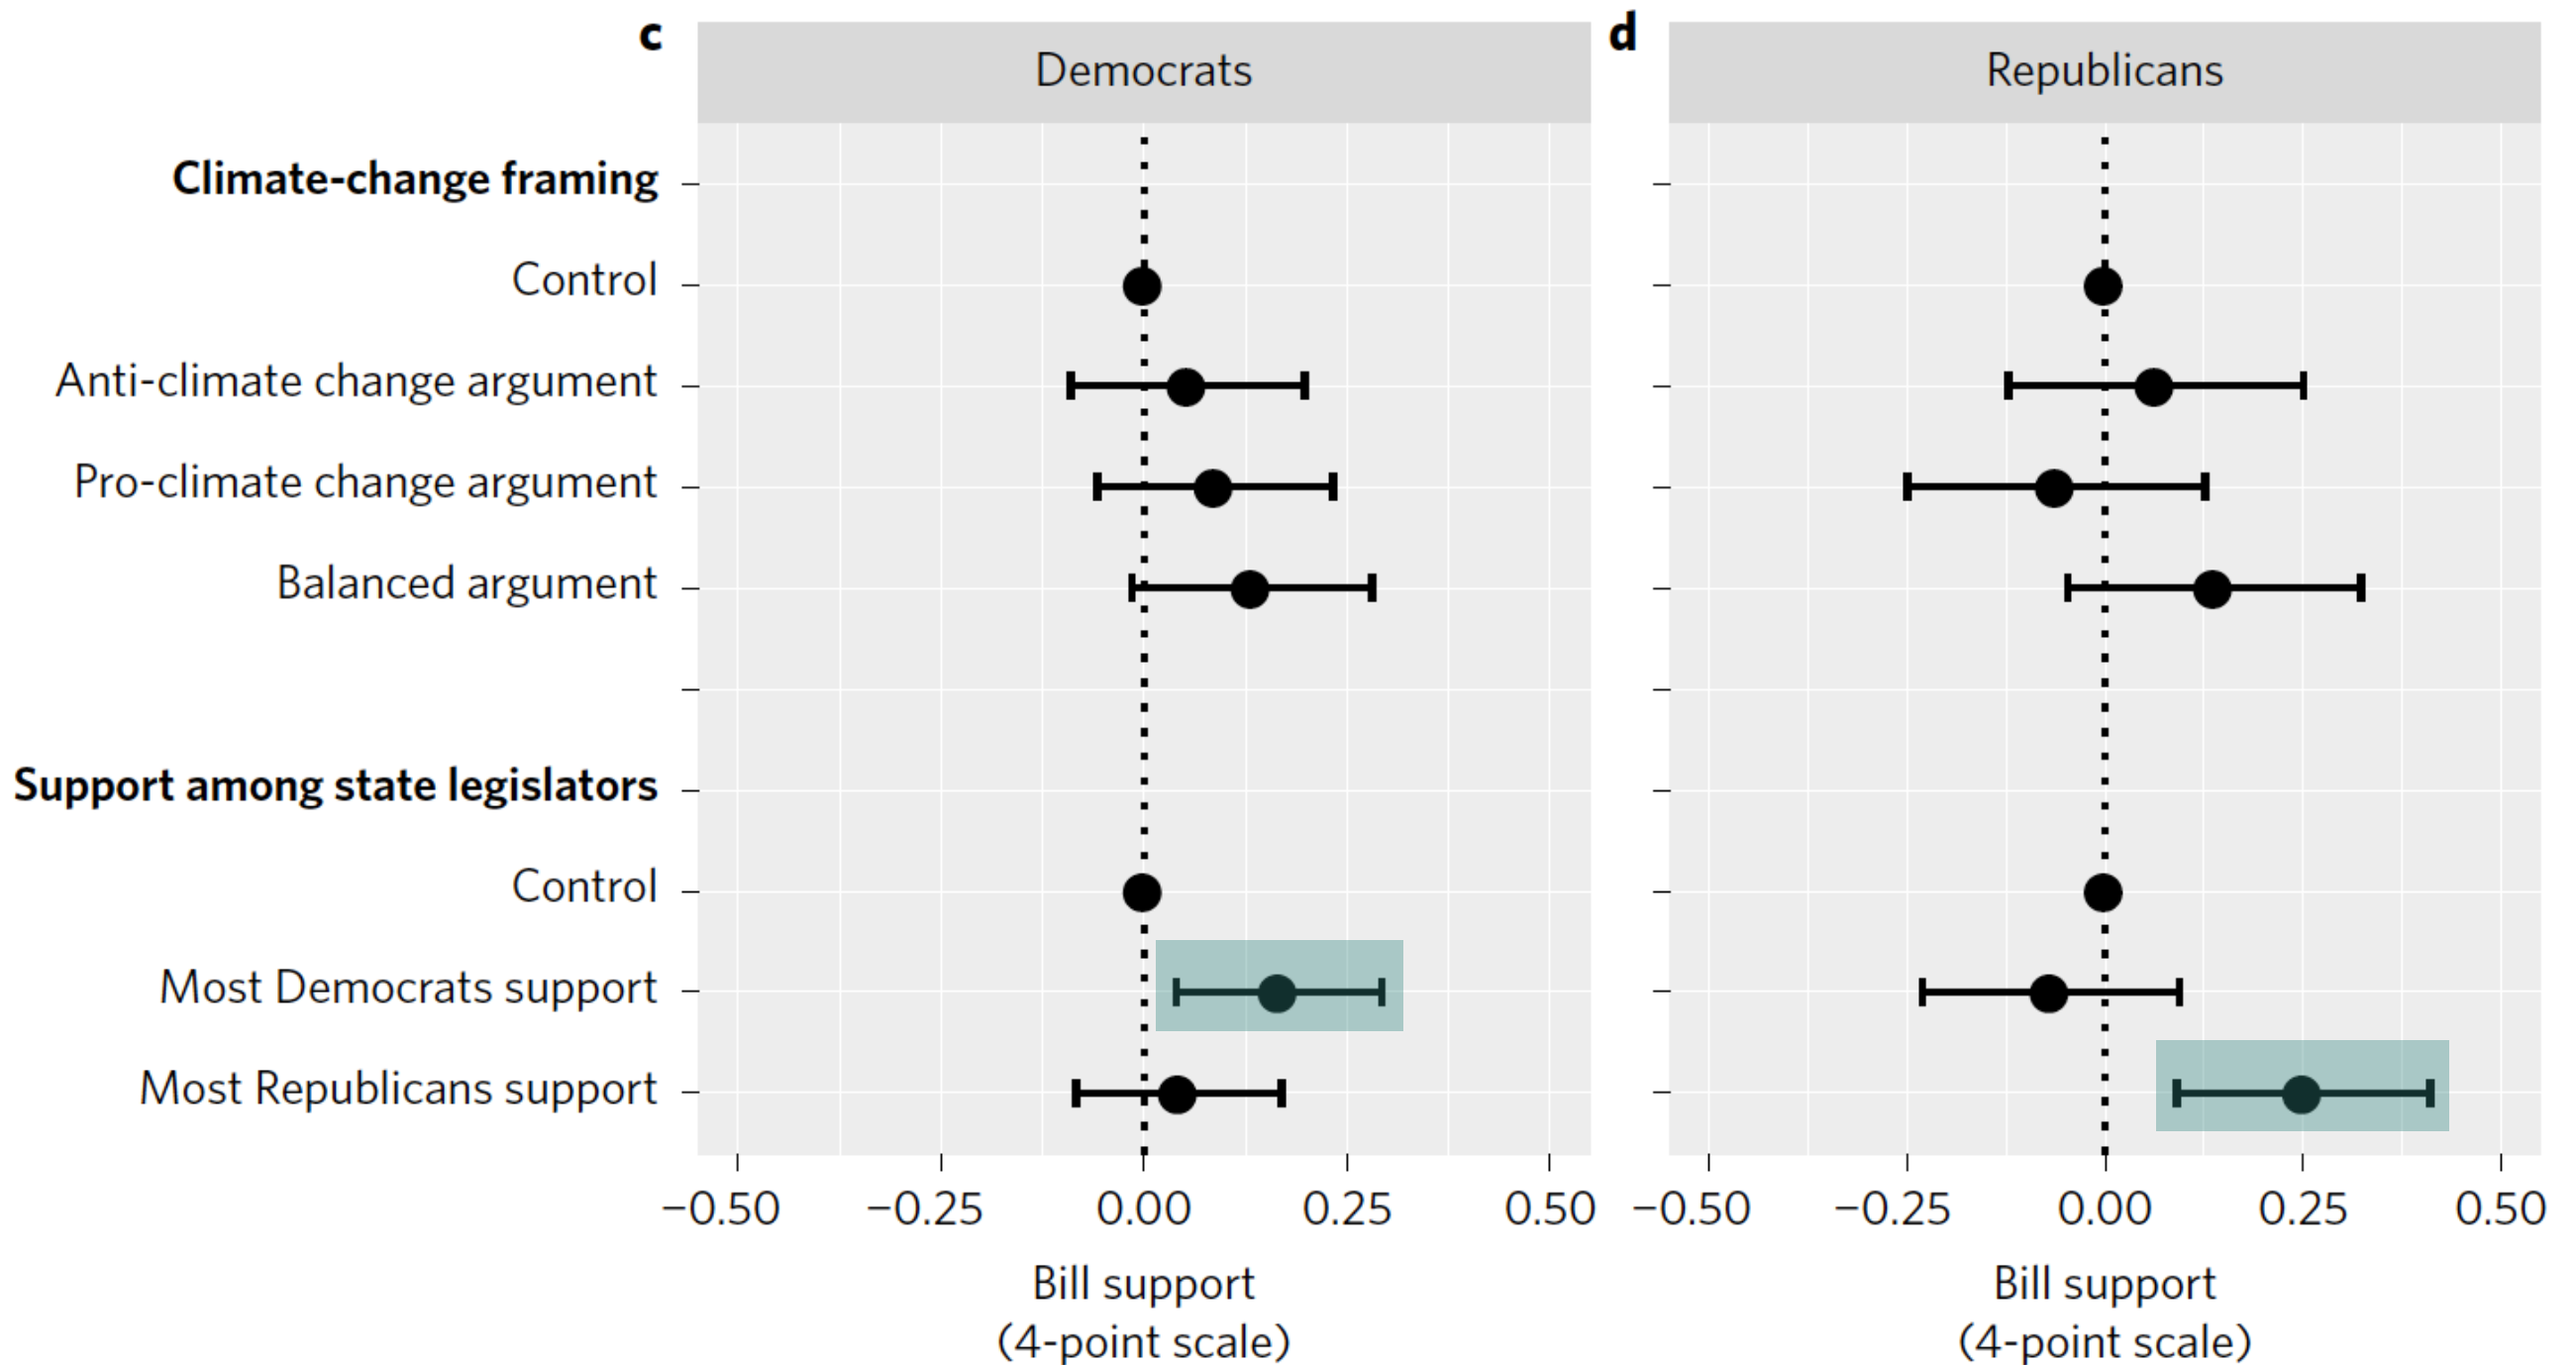 c
Democrats
d
Republicans
Climate-change framing
Control
Anti-climate change argument
Pro-climate change argument
Balanced argument
Support among state legislators
Control
Most Democrats support
Most Republicans support
−0.50 −0.25 0.00 0.25 0.50
−0.50 −0.25 0.00 0.25 0.50
Bill support
(4-point scale)
Bill support
(4-point scale)